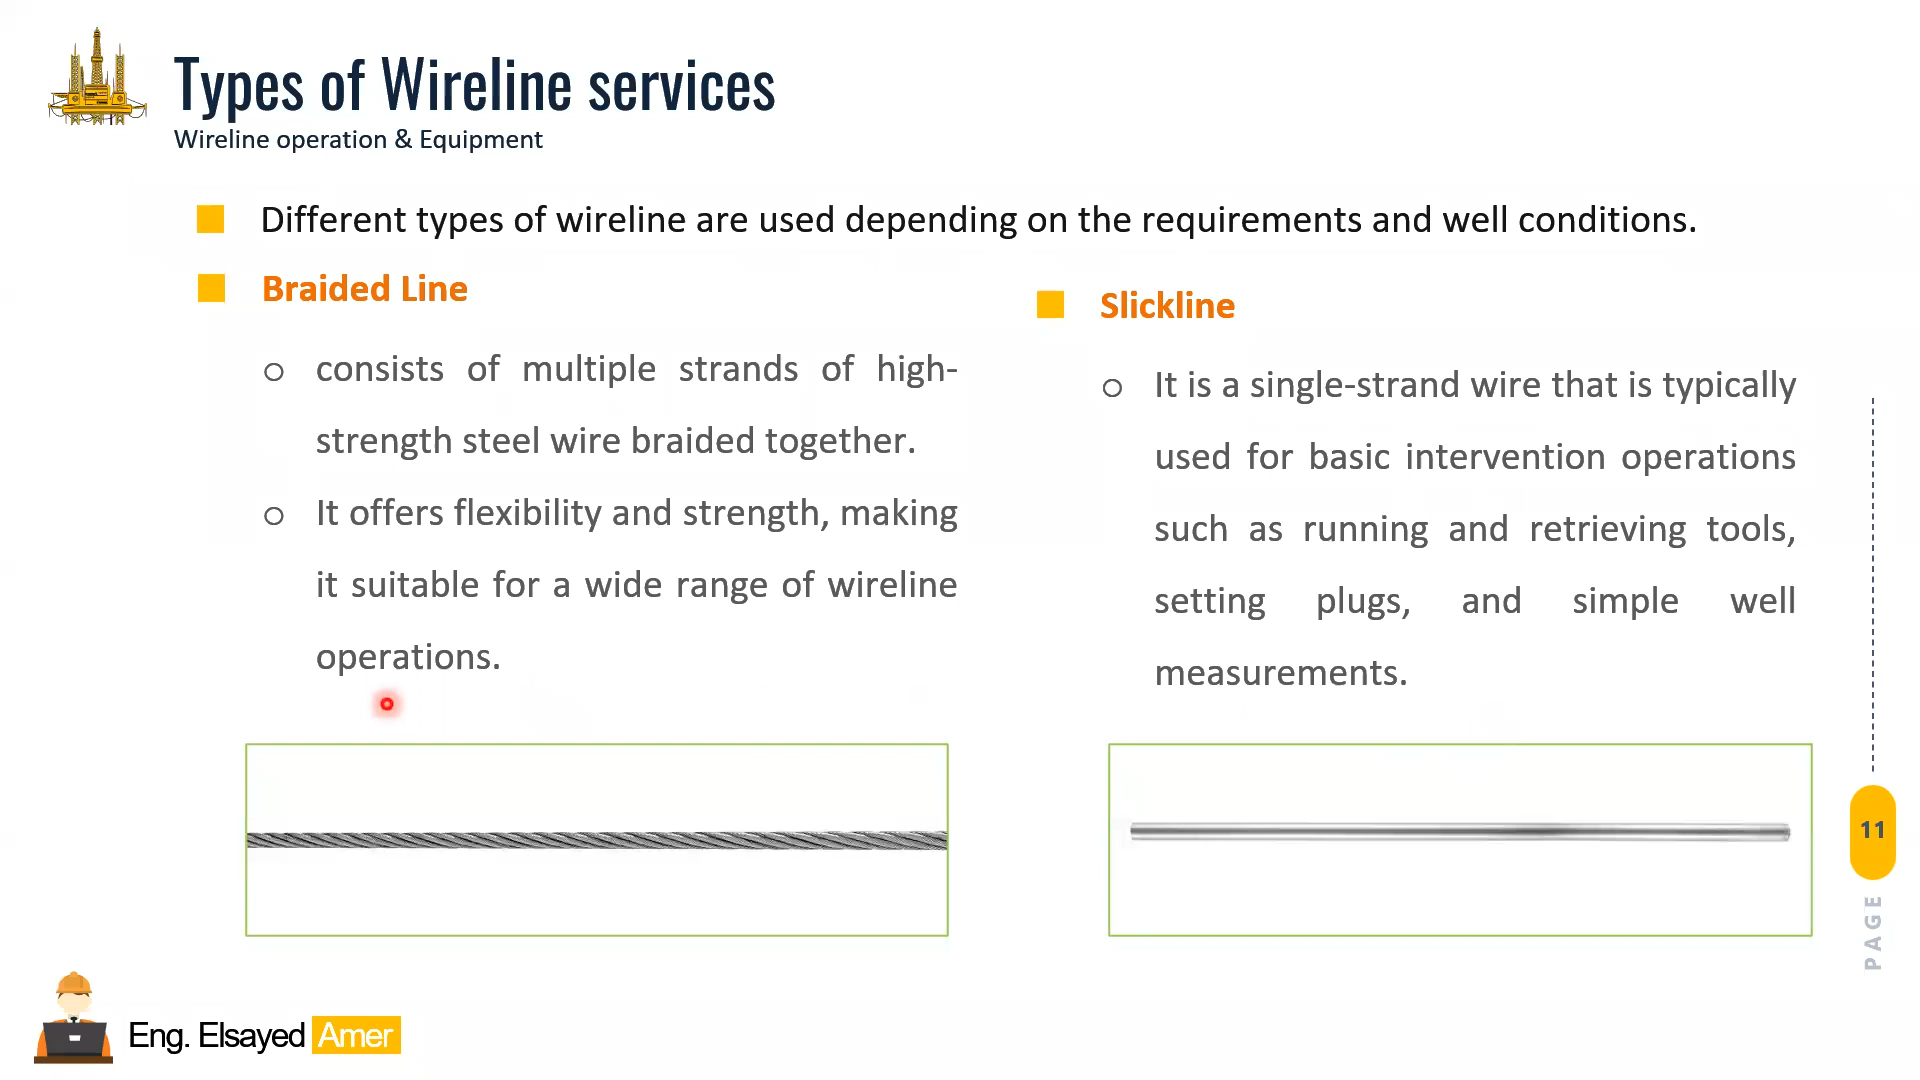 Types of Wireline services
Wireline operation & Equipment
Different types of wireline are used depending on the requirements and well conditions.
Braided Line
consists of multiple strands of high-
strength steel wire braided together.
It offers flexibility and strength, making
it suitable for a wide range of wireline
operations.
Slickline
It is a single-strand wire that is typically
used for basic intervention operations
such as running and retrieving tools,
setting plugs, and simple well
measurements.
11
PAGE
Eng. Elsayed Amer